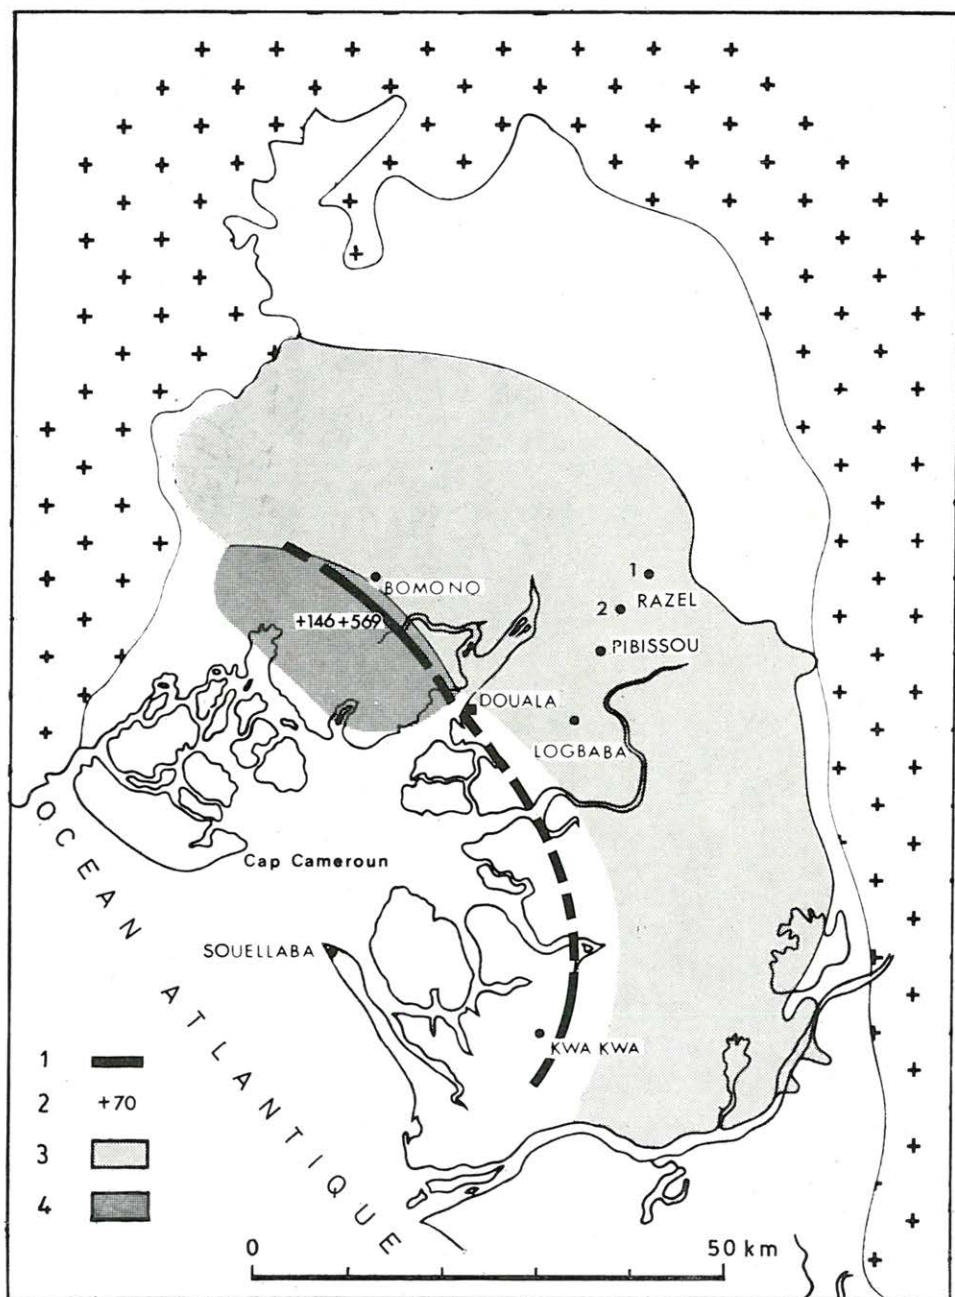 BOMONO
+146+569
1
RAZEL
2
PIBISSOU
DOUALA
LOGBABA
Cap Cameroun
OCEAN ATLANTIQUE
SOUELLABA
KWA KWA
1
2 +70
3
4
0 50 km